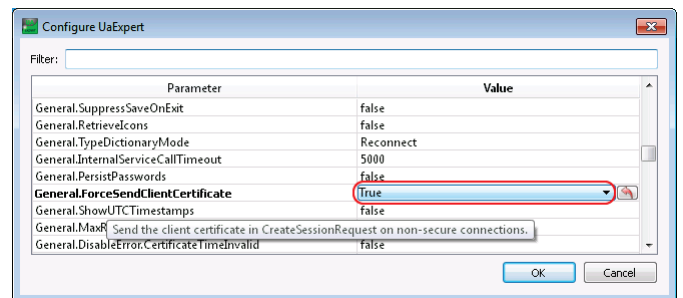 Configure UaExpert
Filter:
Parameter Value
General.SuppressSaveOnExit false
General.RetrieveIcons false
General.TypeDictionaryMode Reconnect
General.InternalServiceCallTimeout 5000
General.PersistPasswords false
General.ForceSendClientCertificate True
General.ShowUTCTimestamps false
General.MaxR
Send the client certificate in CreateSessionRequest on non-secure connections.
General.DisableError.CertificateTimeInvalid false
OK Cancel